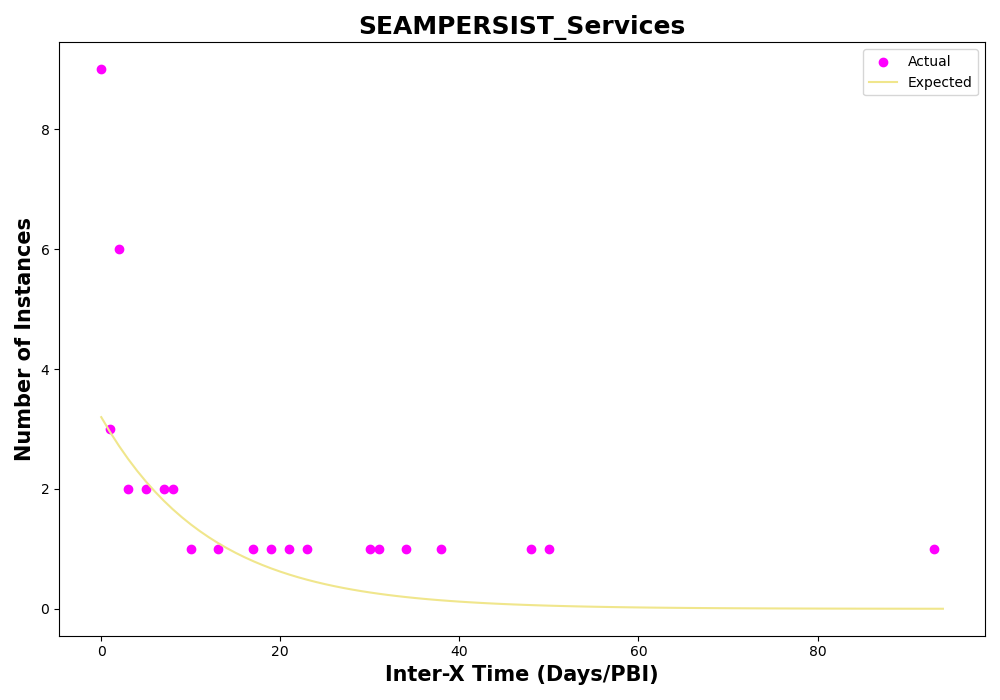 SEAMPERSIST_Services
Actual
Expected
8
6
4
2
0
Number of Instances
0 20 40 60 80
Inter-X Time (Days/PBI)